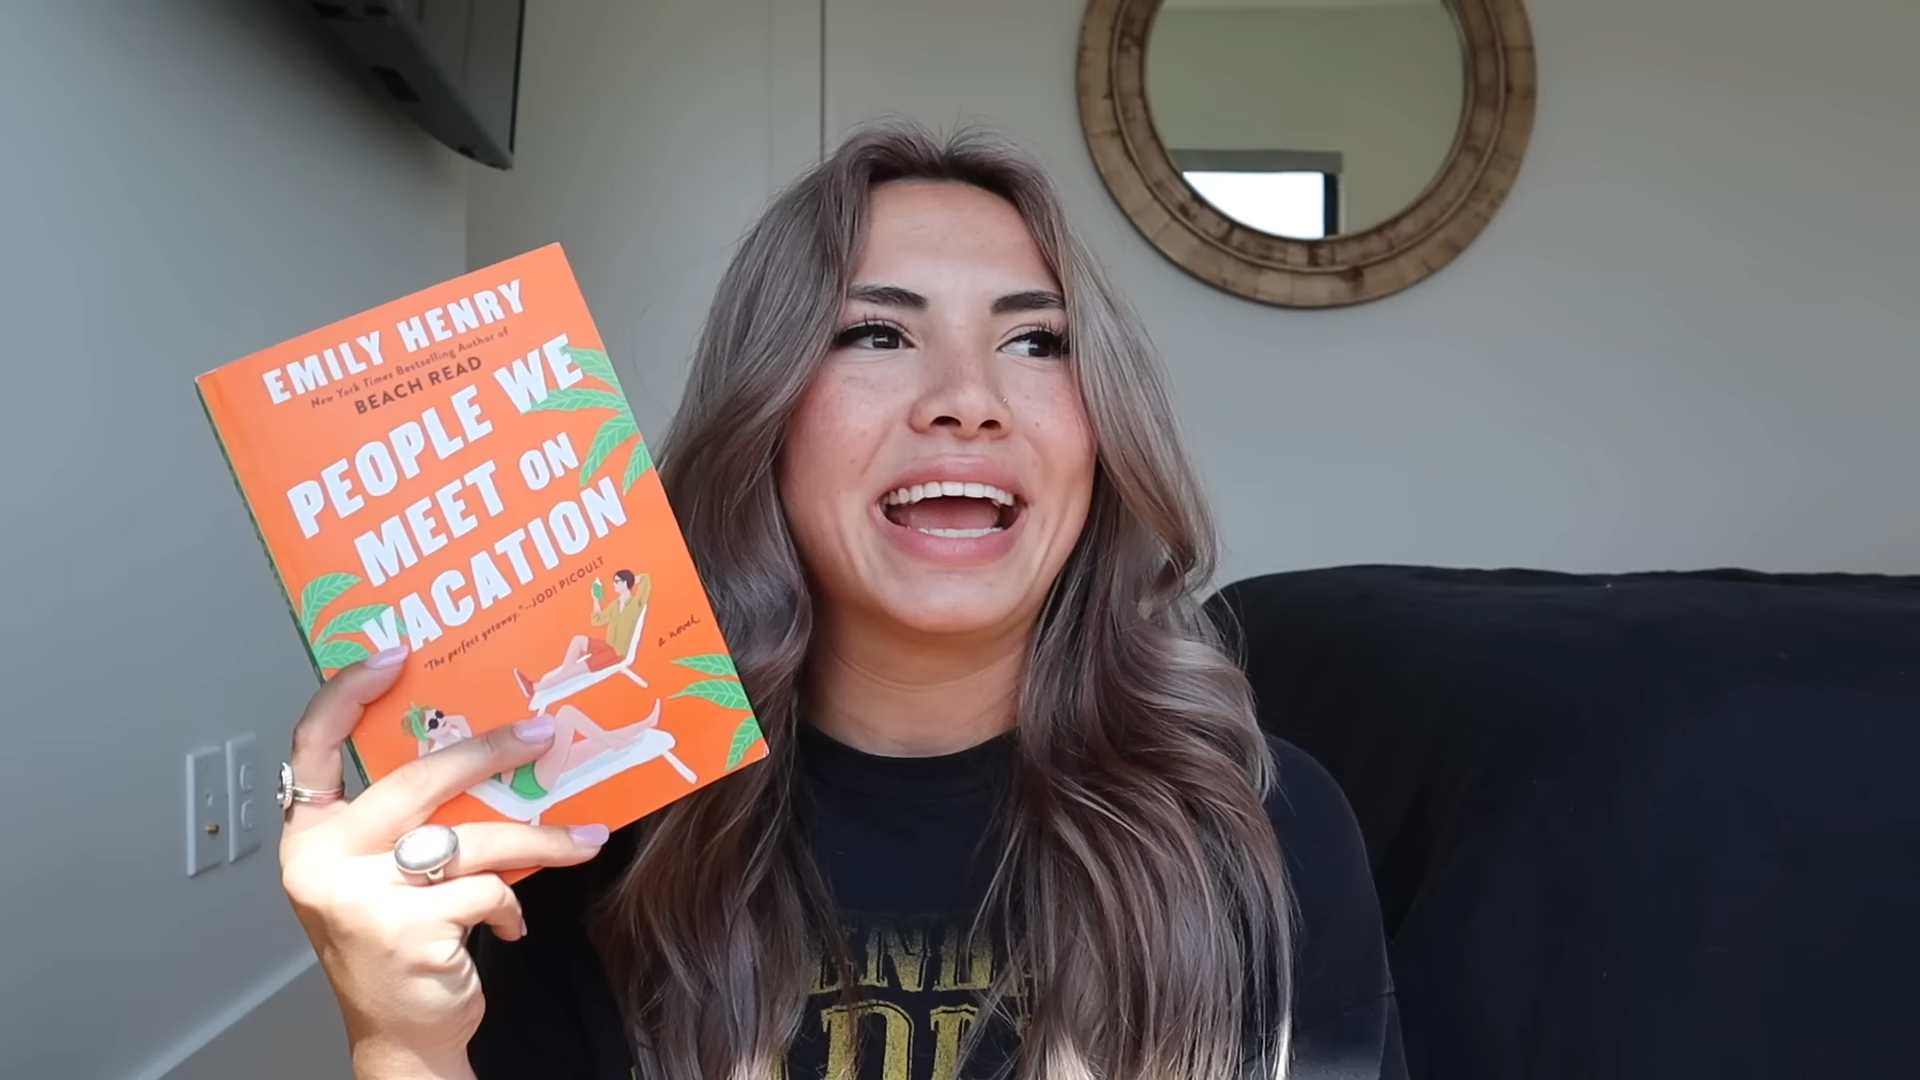 EMILY HENRY
New York Times Bestselling Author of
BEACH READ
PEOPLE WE
MEET ON
VACATION
"The perfect getaway."—JODI PICOULT
a novel